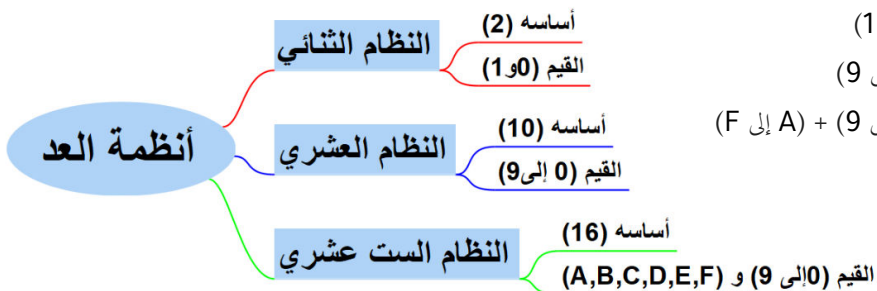 أنظمة العد
النظام الثنائي
أساسه (2)
القيم (0و1)
النظام العشري
أساسه (10)
القيم (0 إلى9)
النظام الست عشري
أساسه (16)
القيم (0إلى 9) و (A,B,C,D,E,F)
1)
9)
9) + (A إلى F)